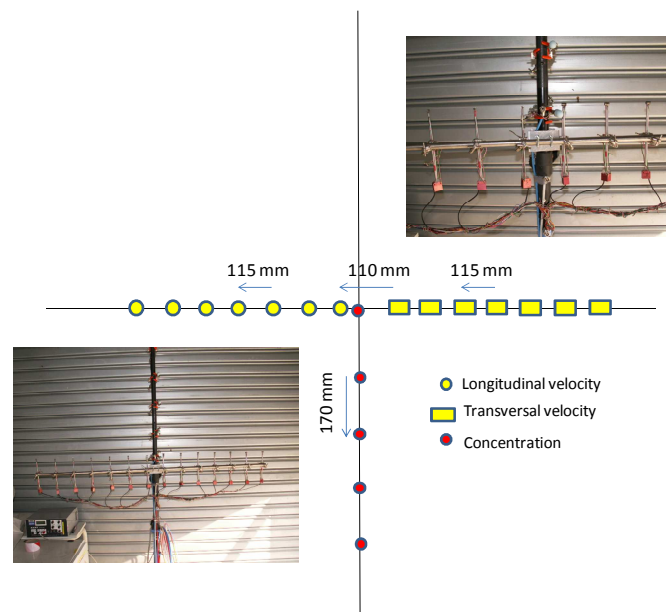 115 mm
110 mm
115 mm
170 mm
Longitudinal velocity
Transversal velocity
Concentration